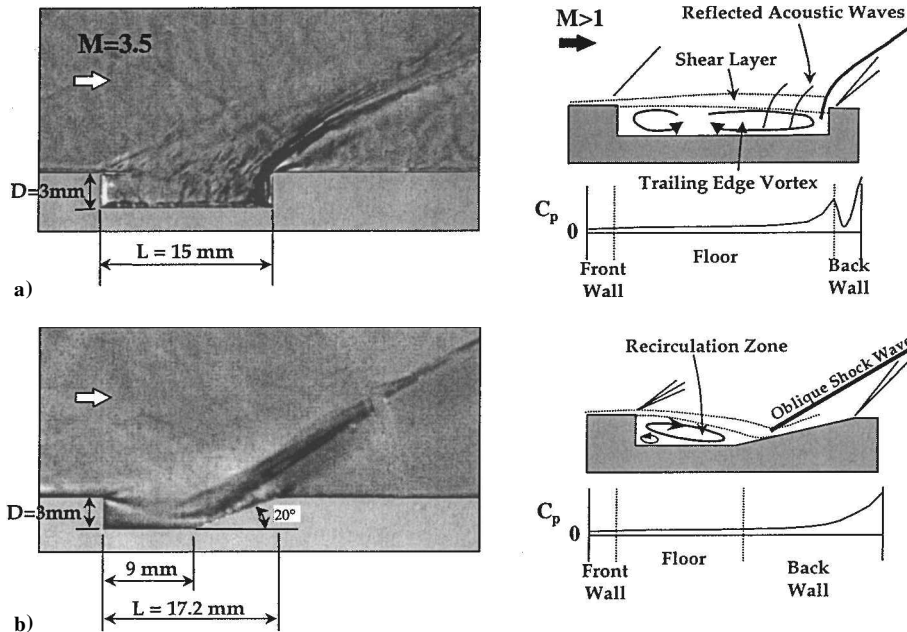 M=3.5
D=3mm
L = 15 mm
a)
M>1
Reflected Acoustic Waves
Shear Layer
Trailing Edge Vortex
Cp
0
Front Wall
Floor
Back Wall
D=3mm
20°
9 mm
L = 17.2 mm
b)
Recirculation Zone
Oblique Shock Wave
Cp
0
Front Wall
Floor
Back Wall